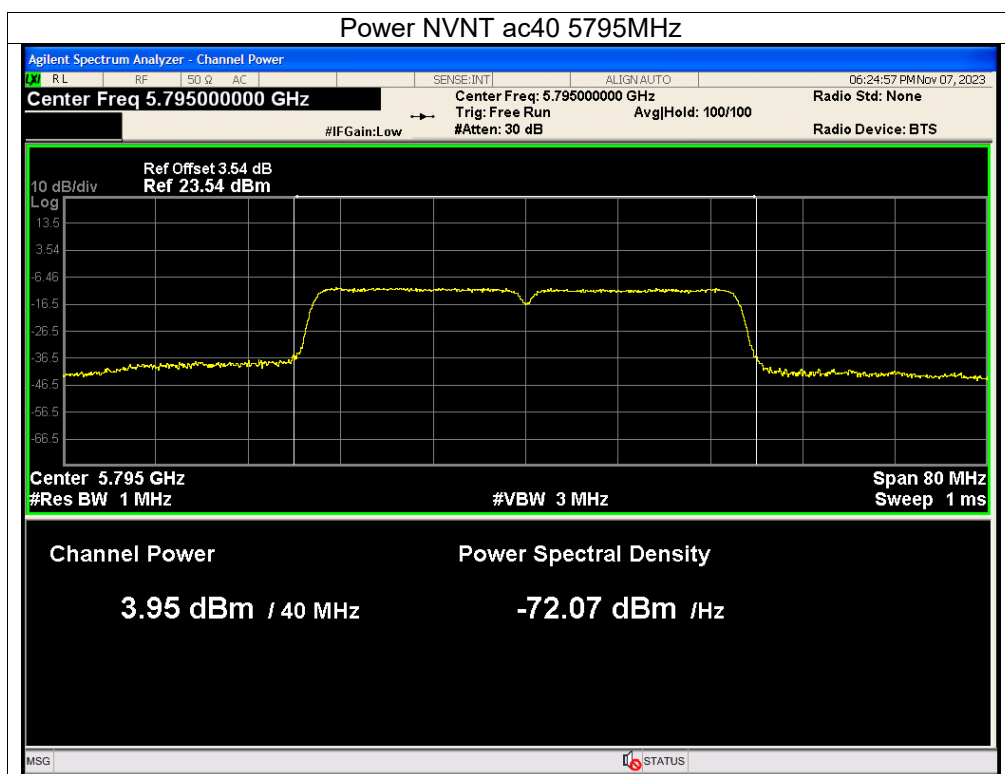 Power NVNT ac40 5795MHz
Agilent Spectrum Analyzer - Channel Power
LXI RL RF 50 Ω AC SENSE:INT ALIGN AUTO 06:24:57 PM Nov 07, 2023
Center Freq 5.795000000 GHz Center Freq: 5.795000000 GHz Radio Std: None
Trig: Free Run Avg|Hold: 100/100
#IFGain:Low #Atten: 30 dB Radio Device: BTS
Ref Offset 3.54 dB
10 dB/div Ref 23.54 dBm
Log
13.5
3.54
-6.46
-16.5
-26.5
-36.5
-46.5
-56.5
-66.5
Center 5.795 GHz Span 80 MHz
#Res BW 1 MHz #VBW 3 MHz Sweep 1 ms
Channel Power Power Spectral Density
3.95 dBm / 40 MHz -72.07 dBm /Hz
MSG STATUS